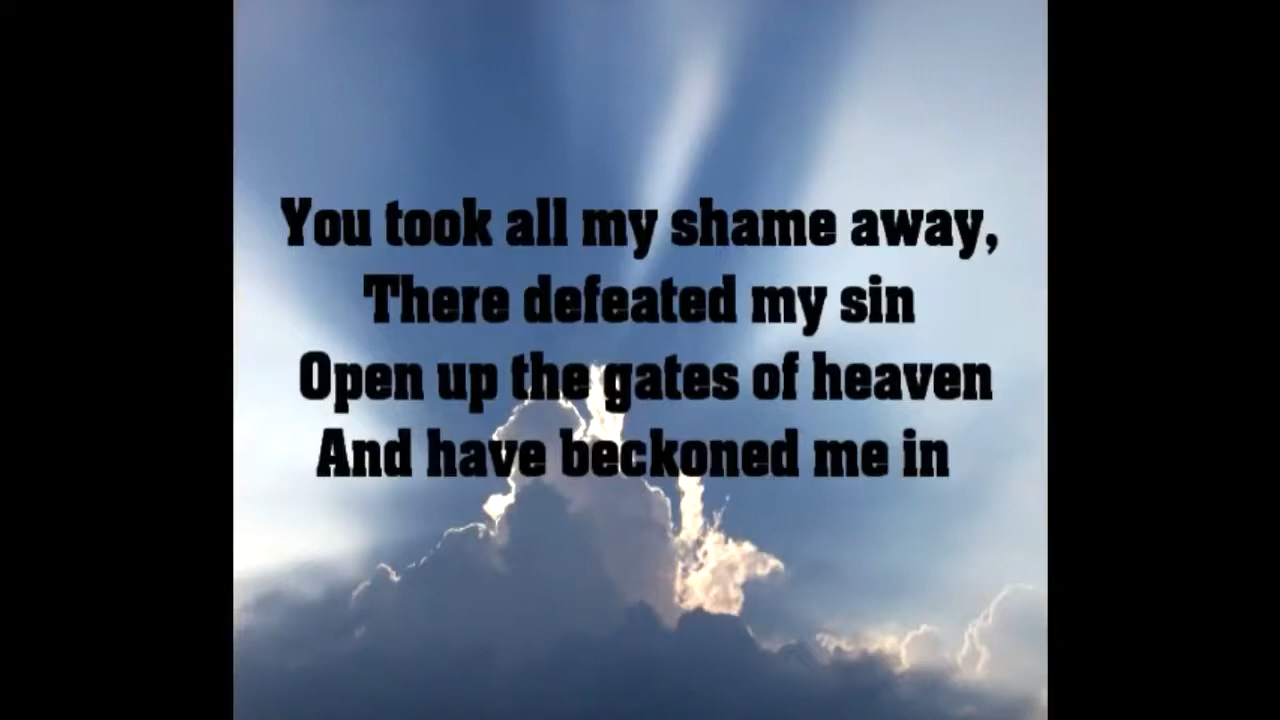 You took all my shame away,
There defeated my sin
Open up the gates of heaven
And have beckoned me in